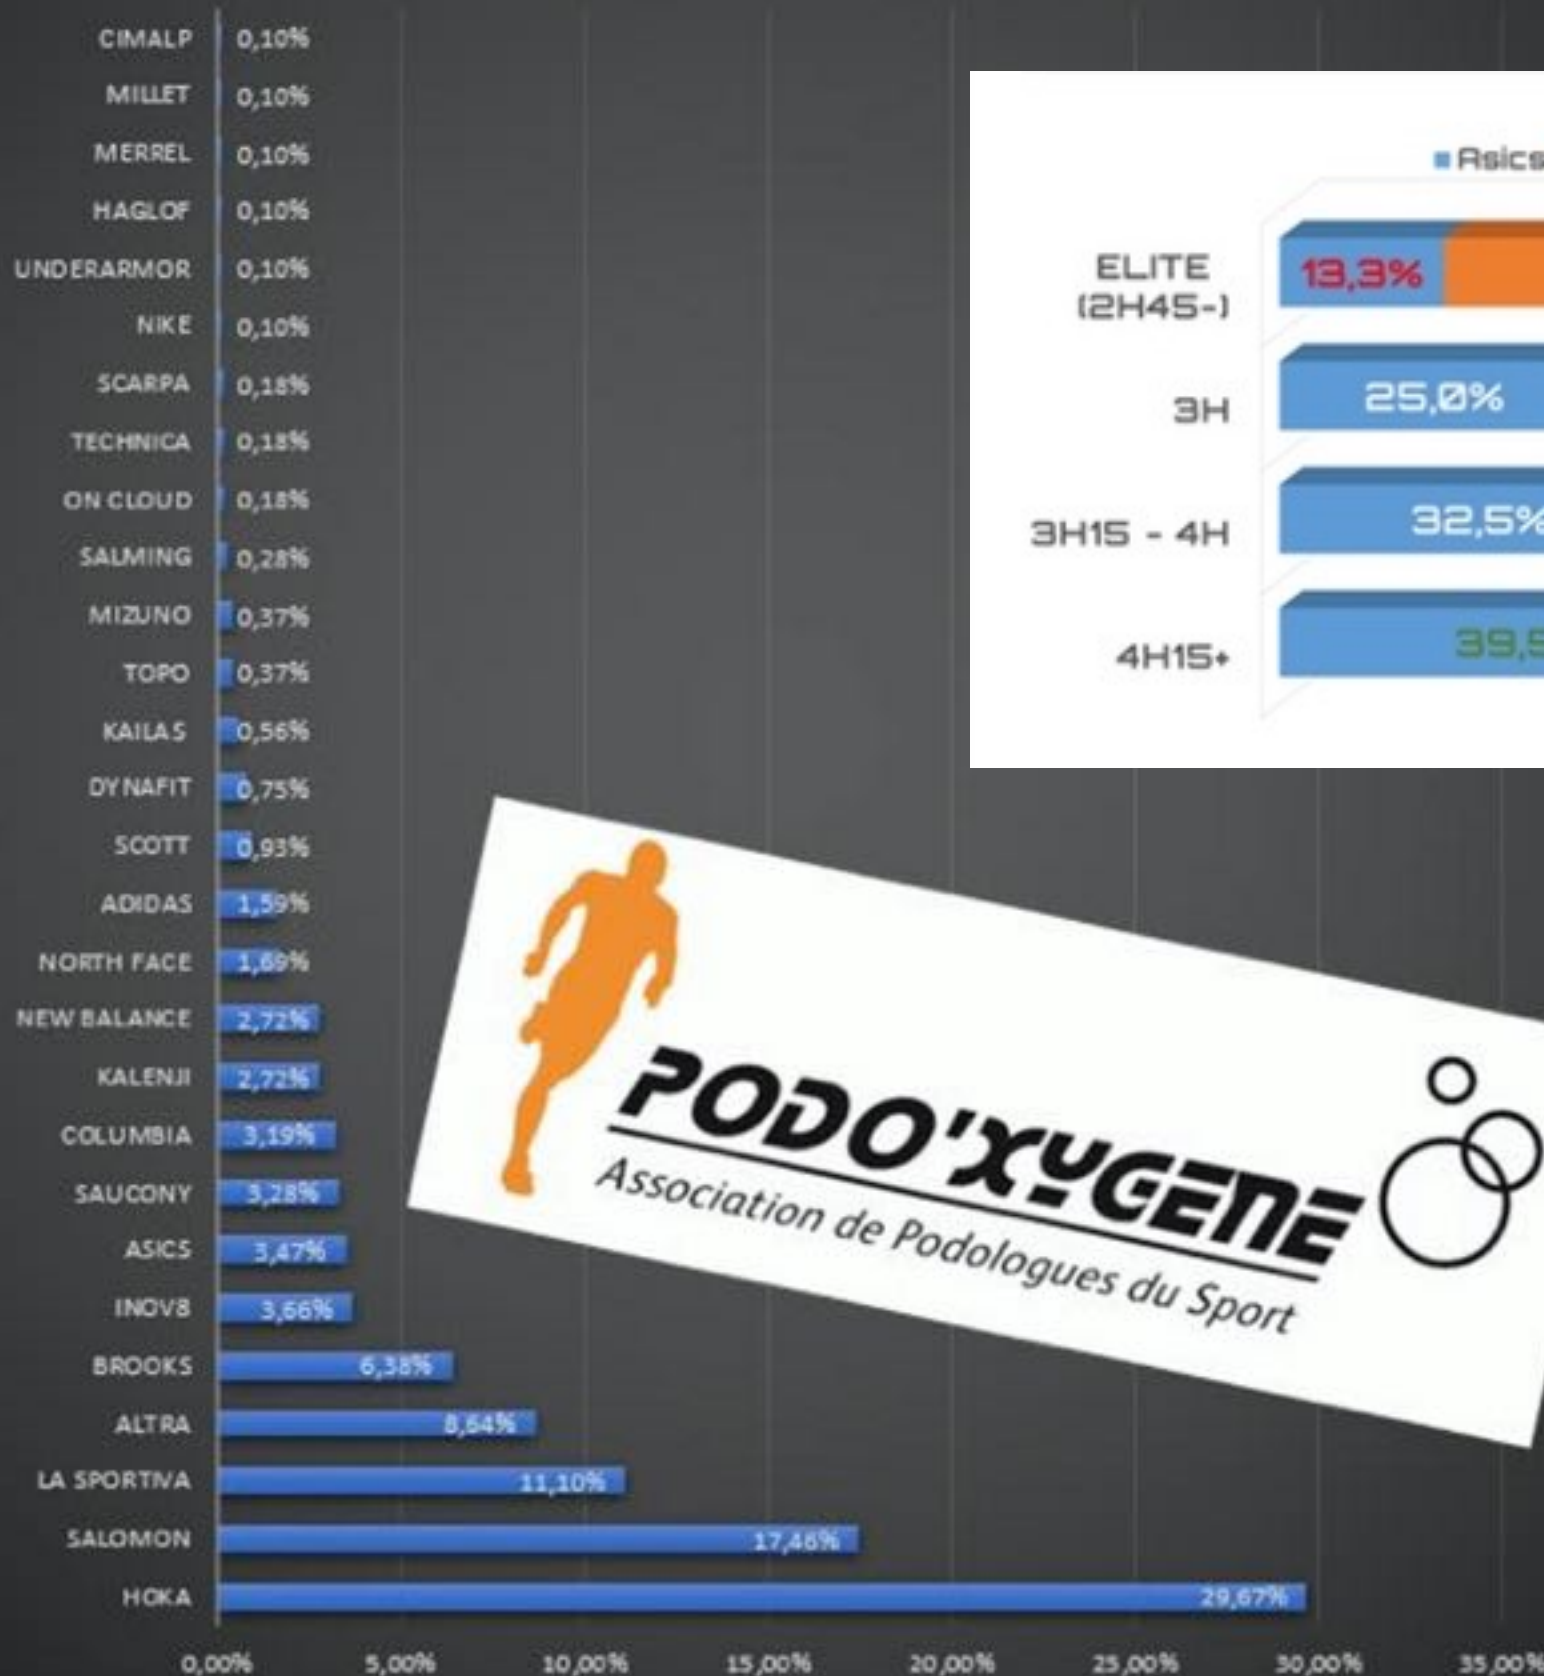 CIMALP 0,10%
MILLET 0,10%
MERREL 0,10%
HAGLOF 0,10%
UNDERARMOR 0,10%
NIKE 0,10%
SCARPA 0,18%
TECHNICA 0,18%
ON CLOUD 0,18%
SALMING 0,28%
MIZUNO 0,37%
TOPO 0,37%
KAILAS 0,56%
DYNAFIT 0,75%
SCOTT 0,93%
ADIDAS 1,59%
NORTH FACE 1,69%
NEW BALANCE 2,72%
KALENJI 2,72%
COLUMBIA 3,19%
SAUCONY 3,28%
ASICS 3,47%
INOV8 3,66%
BROOKS 6,38%
ALTRA 8,64%
LA SPORTIVA 11,10%
SALOMON 17,46%
HOKA 29,67%
0,00% 5,00% 10,00% 15,00% 20,00% 25,00% 30,00% 35,00%
Asics
ELITE
(2H45-)
13,3%
3H 25,0%
3H15 - 4H 32,5%
4H15+ 39,5
PODO'XYGENE
Association de Podologues du Sport